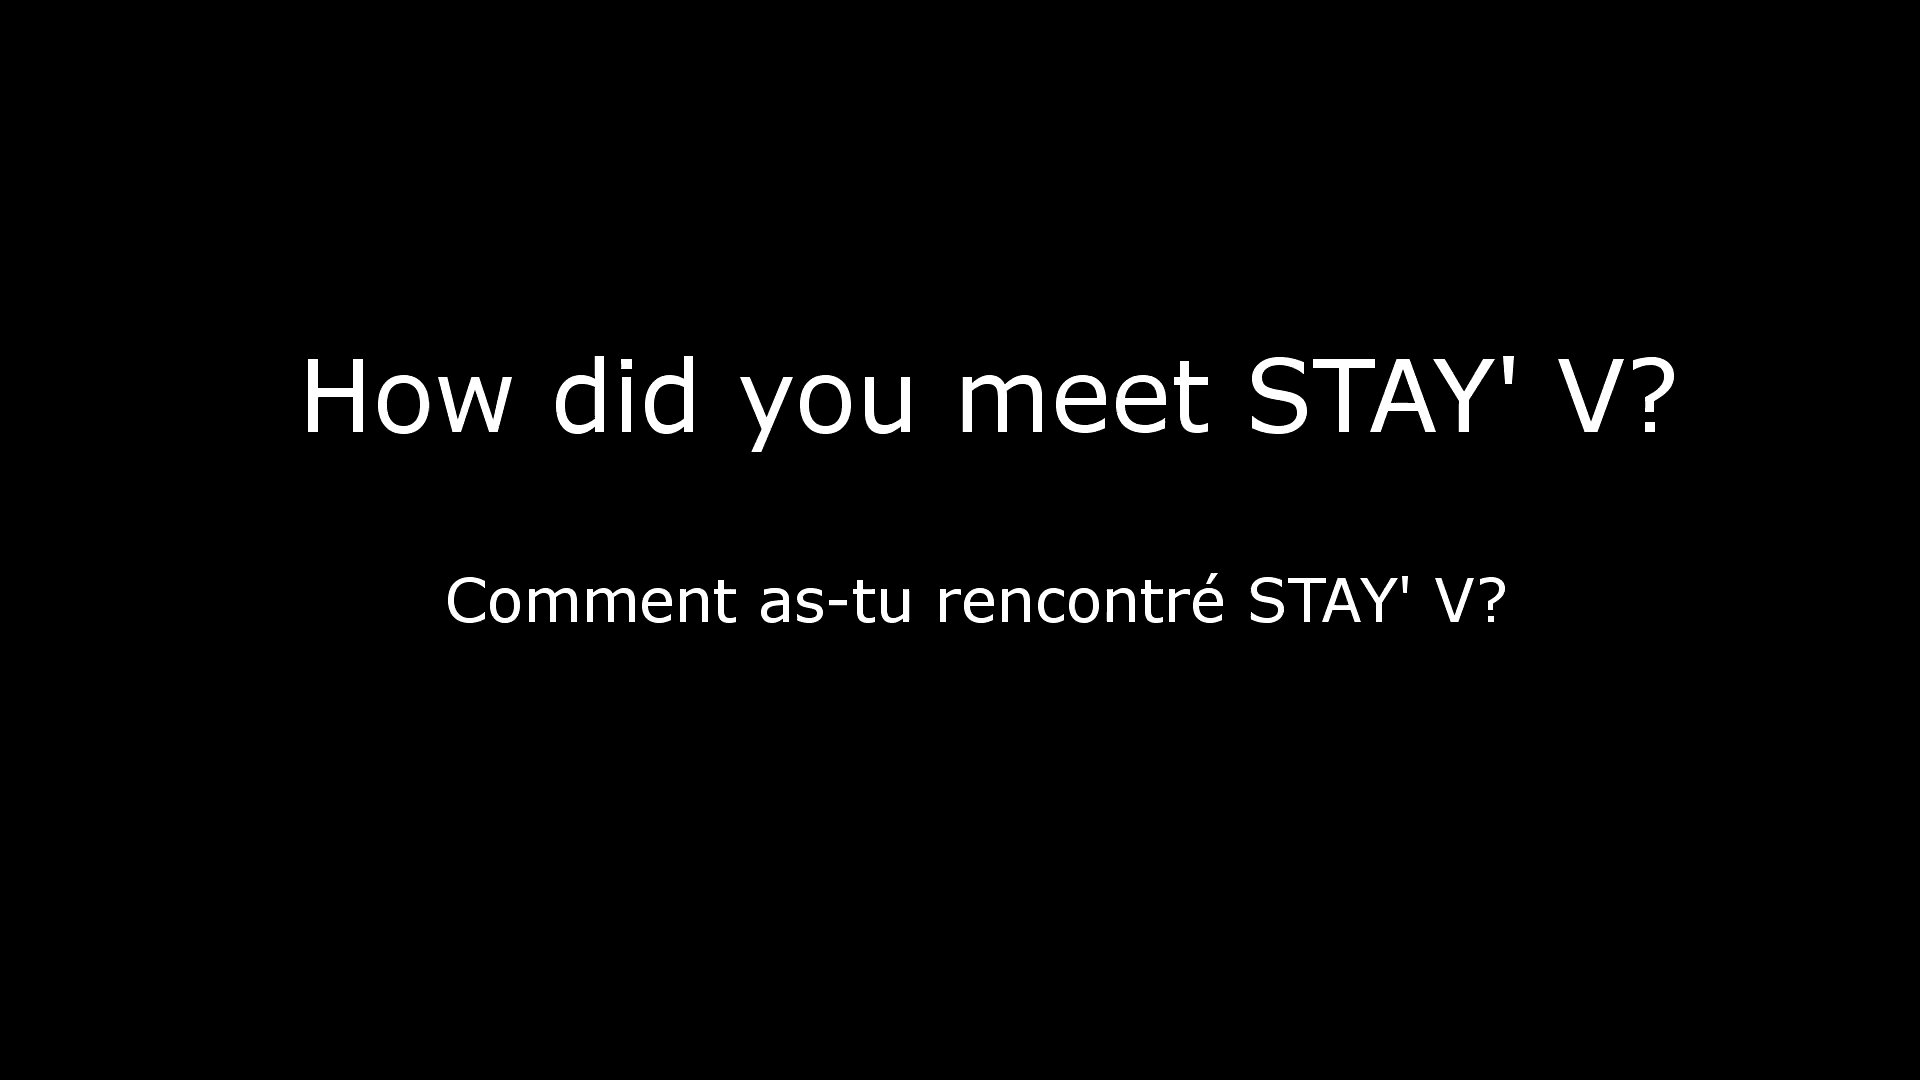 How did you meet STAY' V?
Comment as-tu rencontré STAY' V?